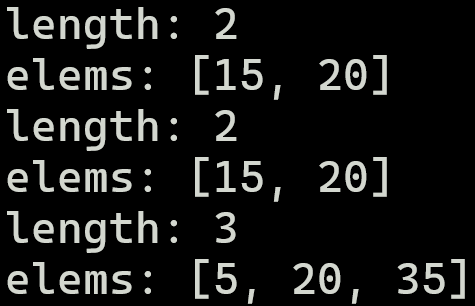 length: 2
elems: [15, 20]
length: 2
elems: [15, 20]
length: 3
elems: [5, 20, 35]